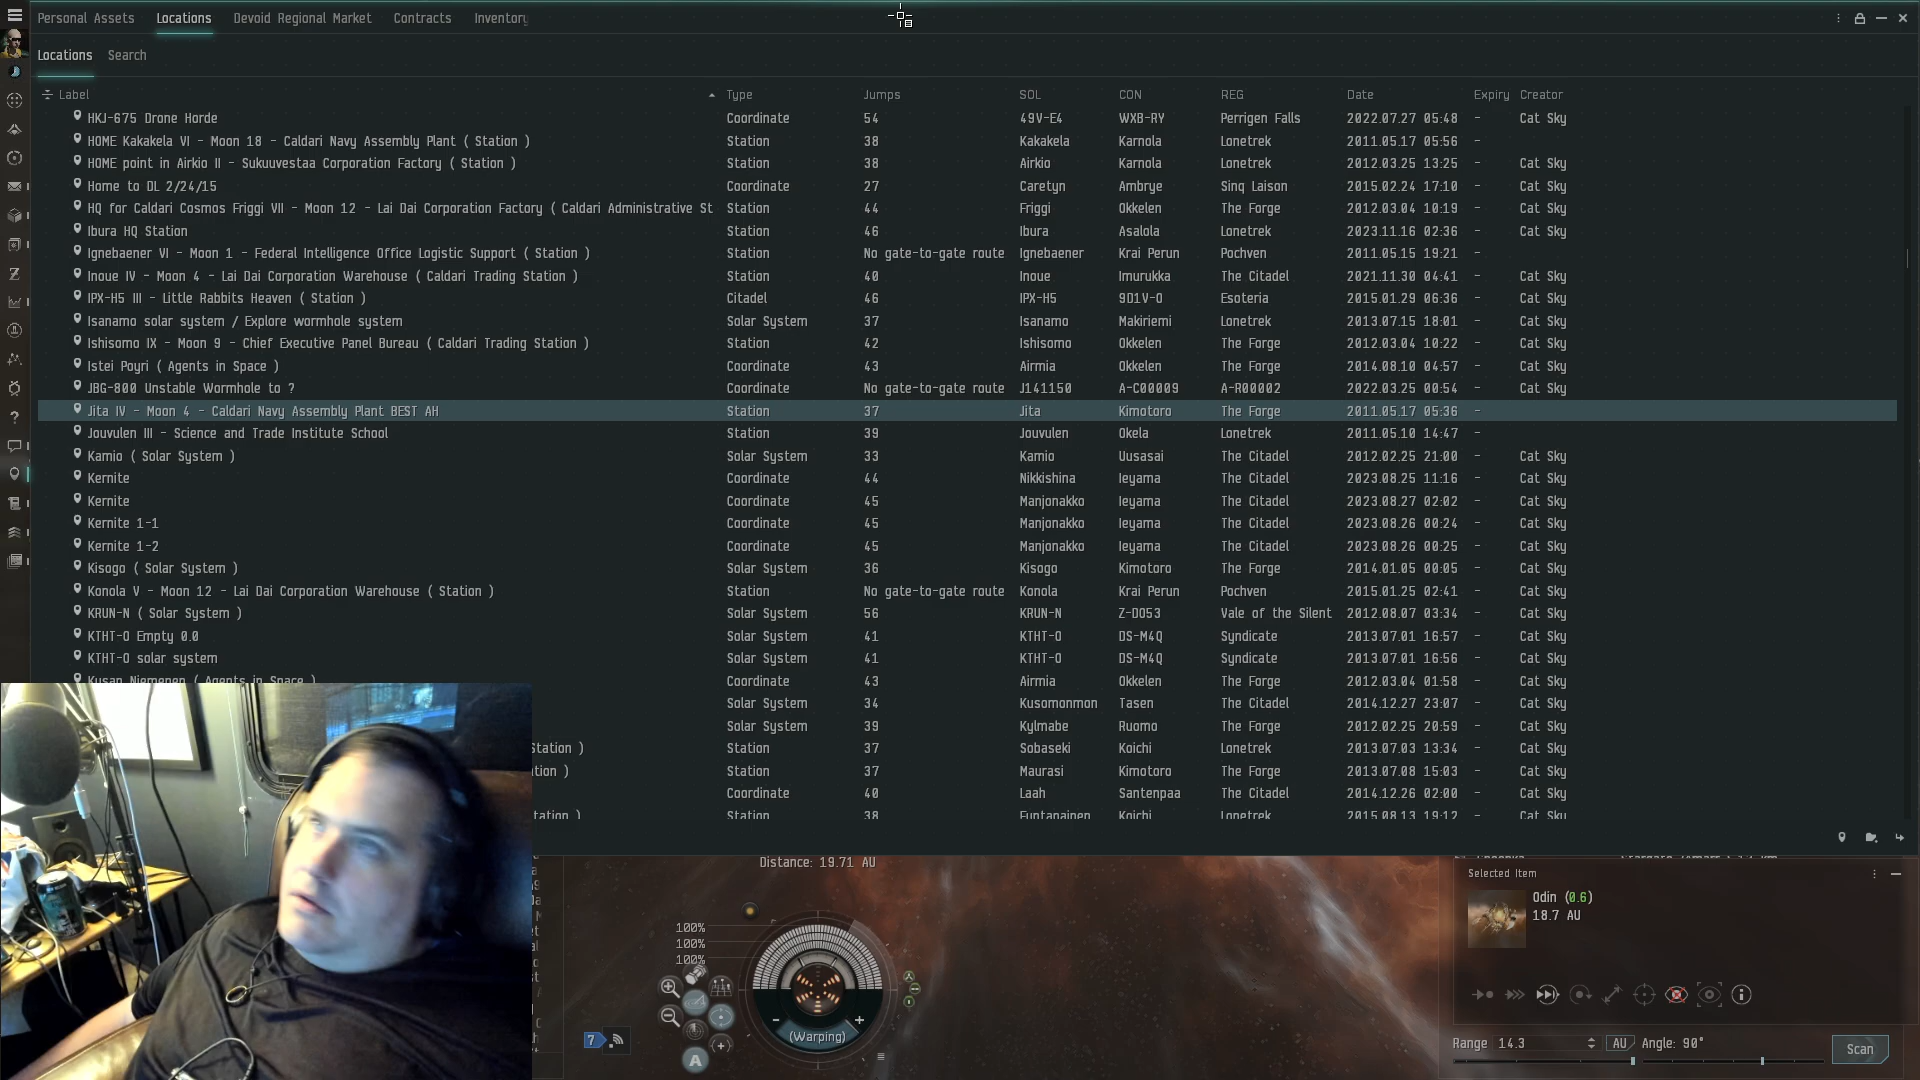 Personal Assets Locations Devoid Regional Market Contracts Inventory
Locations Search
Label Type Jumps SOL CON REG Date Expiry Creator
HKJ-675 Drone Horde Coordinate 54 49V-E4 WXB-RY Perrigen Falls 2022.07.27 05:48 - Cat Sky
HOME Kakakela VI - Moon 18 - Caldari Navy Assembly Plant ( Station ) Station 38 Kakakela Karnola Lonetrek 2011.05.17 05:56 -
HOME point in Airkio II - Sukuuvestaa Corporation Factory ( Station ) Station 38 Airkio Karnola Lonetrek 2012.03.25 13:25 - Cat Sky
Home to DL 2/24/15 Coordinate 27 Caretyn Ambrye Sinq Laison 2015.02.24 17:10 - Cat Sky
HQ for Caldari Cosmos Friggi VII - Moon 12 - Lai Dai Corporation Factory ( Caldari Administrative St Station 44 Friggi Okkelen The Forge 2012.03.04 10:19 - Cat Sky
Ibura HQ Station Station 46 Ibura Asalola Lonetrek 2023.11.16 02:36 - Cat Sky
Ignebaener VI - Moon 1 - Federal Intelligence Office Logistic Support ( Station ) Station No gate-to-gate route Ignebaener Krai Perun Pochven 2011.05.15 19:21 -
Inoue IV - Moon 4 - Lai Dai Corporation Warehouse ( Caldari Trading Station ) Station 40 Inoue Imurukka The Citadel 2021.11.30 04:41 - Cat Sky
IPX-H5 III - Little Rabbits Heaven ( Station ) Citadel 46 IPX-H5 9D1V-0 Esoteria 2015.01.29 06:36 - Cat Sky
Isanamo solar system / Explore wormhole system Solar System 37 Isanamo Makiriemi Lonetrek 2013.07.15 18:01 - Cat Sky
Ishisomo IX - Moon 9 - Chief Executive Panel Bureau ( Caldari Trading Station ) Station 42 Ishisomo Okkelen The Forge 2012.03.04 10:22 - Cat Sky
Istei Poyri ( Agents in Space ) Coordinate 43 Airmia Okkelen The Forge 2014.08.10 04:57 - Cat Sky
JBG-800 Unstable Wormhole to ? Coordinate No gate-to-gate route J141150 A-C00009 A-R00002 2022.03.25 00:54 - Cat Sky
Jita IV - Moon 4 - Caldari Navy Assembly Plant BEST AH Station 37 Jita Kimotoro The Forge 2011.05.17 05:36 -
Jouvulen III - Science and Trade Institute School Station 39 Jouvulen Okela Lonetrek 2011.05.10 14:47 -
Kamio ( Solar System ) Solar System 33 Kamio Uusasai The Citadel 2012.02.25 21:00 - Cat Sky
Kernite Coordinate 44 Nikkishina Ieyama The Citadel 2023.08.25 11:16 - Cat Sky
Kernite Coordinate 45 Manjonakko Ieyama The Citadel 2023.08.27 02:02 - Cat Sky
Kernite 1-1 Coordinate 45 Manjonakko Ieyama The Citadel 2023.08.26 00:24 - Cat Sky
Kernite 1-2 Coordinate 45 Manjonakko Ieyama The Citadel 2023.08.26 00:25 - Cat Sky
Kisogo ( Solar System ) Solar System 36 Kisogo Kimotoro The Forge 2014.01.05 00:05 - Cat Sky
Konola V - Moon 12 - Lai Dai Corporation Warehouse ( Station ) Station No gate-to-gate route Konola Krai Perun Pochven 2015.01.25 02:41 - Cat Sky
KRUN-N ( Solar System ) Solar System 56 KRUN-N Z-D053 Vale of the Silent 2012.08.07 03:34 - Cat Sky
KTHT-O Empty 0.0 Solar System 41 KTHT-O DS-M4Q Syndicate 2013.07.01 16:57 - Cat Sky
KTHT-O solar system Solar System 41 KTHT-O DS-M4Q Syndicate 2013.07.01 16:56 - Cat Sky
Kusan Niemenen ( Agents in Space ) Coordinate 43 Airmia Okkelen The Forge 2012.03.04 01:58 - Cat Sky
Solar System 34 Kusomonmon Tasen The Citadel 2014.12.27 23:07 - Cat Sky
Solar System 39 Kylmabe Ruomo The Forge 2012.02.25 20:59 - Cat Sky
Station ) Station 37 Sobaseki Koichi Lonetrek 2013.07.03 13:34 - Cat Sky
tion ) Station 37 Maurasi Kimotoro The Forge 2013.07.08 15:03 - Cat Sky
Coordinate 40 Laah Santenpaa The Citadel 2014.12.26 02:00 - Cat Sky
tation ) Station 38 Funtanainen Koichi Lonetrek 2015.08.13 19:12 - Cat Sky
Distance: 19.71 AU
Selected Item
Odin (0.6)
18.7 AU
100%
100%
100%
(Warping)
7
A
Range 14.3 AU Angle: 90° Scan